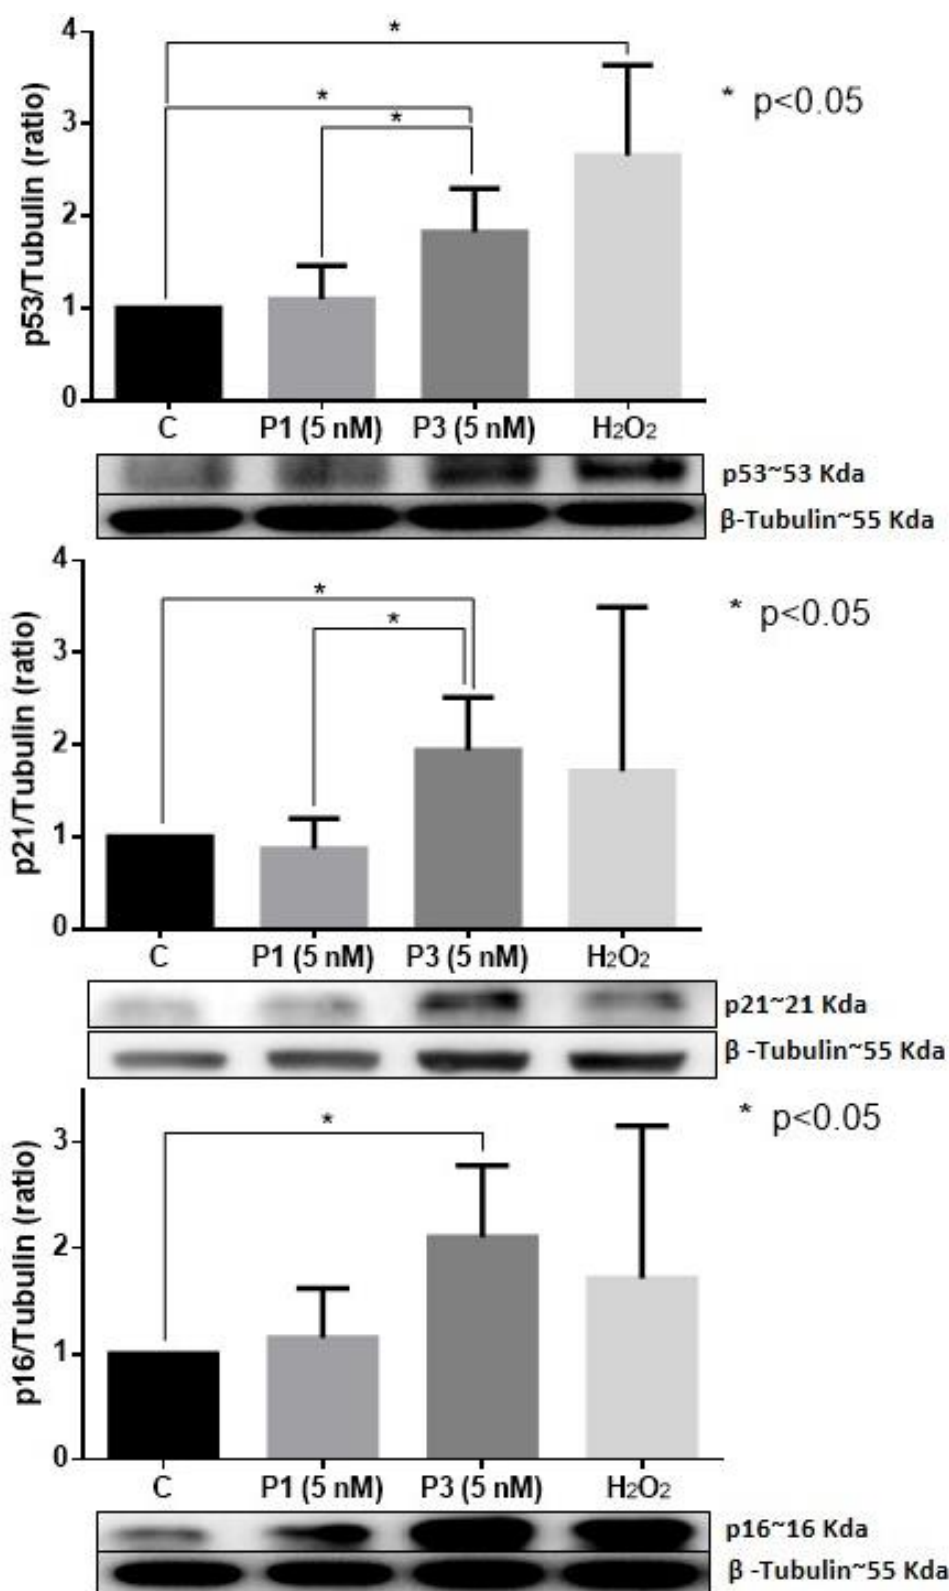 4
*
* p<0.05
*
3
*
p53/Tubulin (ratio)
2
1
0
C P1 (5 nM) P3 (5 nM) H2O2
p53~53 Kda
β-Tubulin~55 Kda
4
*
* p<0.05
*
3
p21/Tubulin (ratio)
2
1
0
C P1 (5 nM) P3 (5 nM) H2O2
p21~21 Kda
β -Tubulin~55 Kda
* p<0.05
*
3
p16/Tubulin (ratio)
2
1
0
C P1 (5 nM) P3 (5 nM) H2O2
p16~16 Kda
β -Tubulin~55 Kda